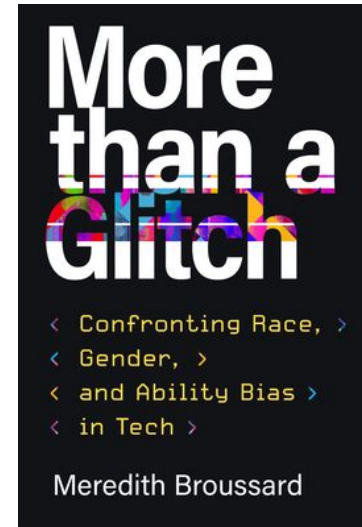 More
than a
Glitch
< Confronting Race, >
< Gender, >
< and Ability Bias >
< in Tech >
Meredith Broussard